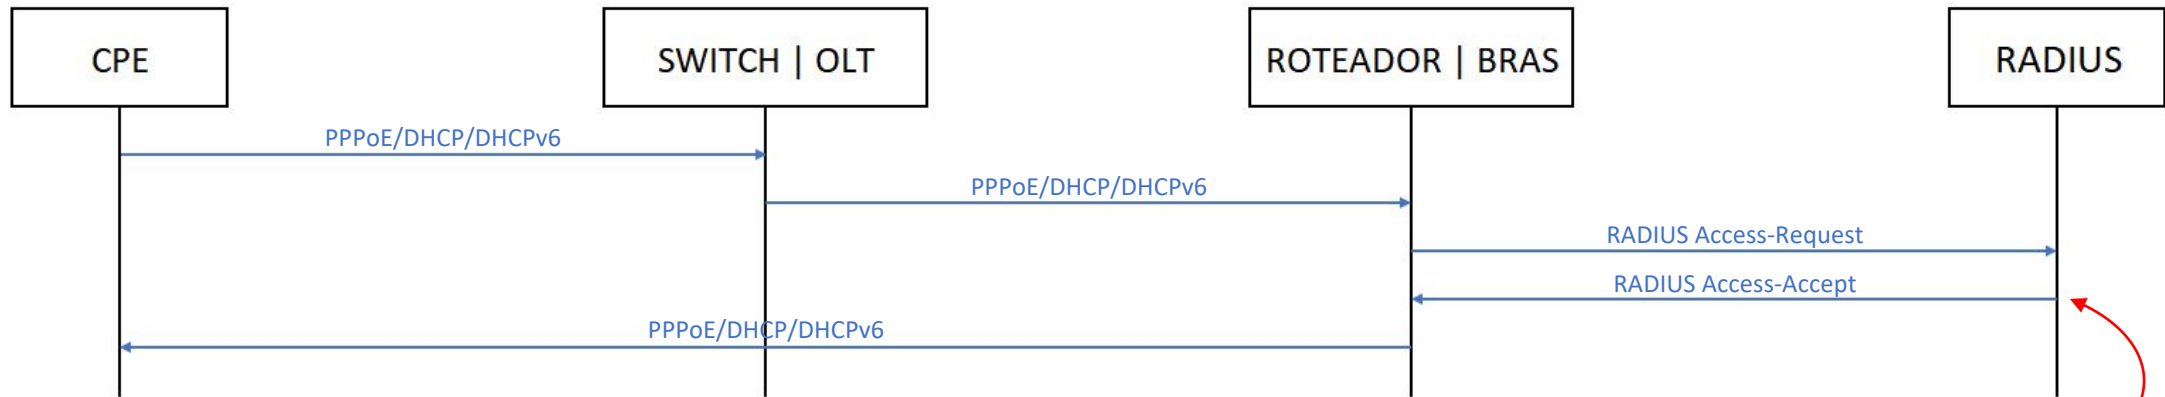 CPE
SWITCH | OLT
ROTEADOR | BRAS
RADIUS
PPPoE/DHCP/DHCPv6
PPPoE/DHCP/DHCPv6
RADIUS Access-Request
RADIUS Access-Accept
PPPoE/DHCP/DHCPv6